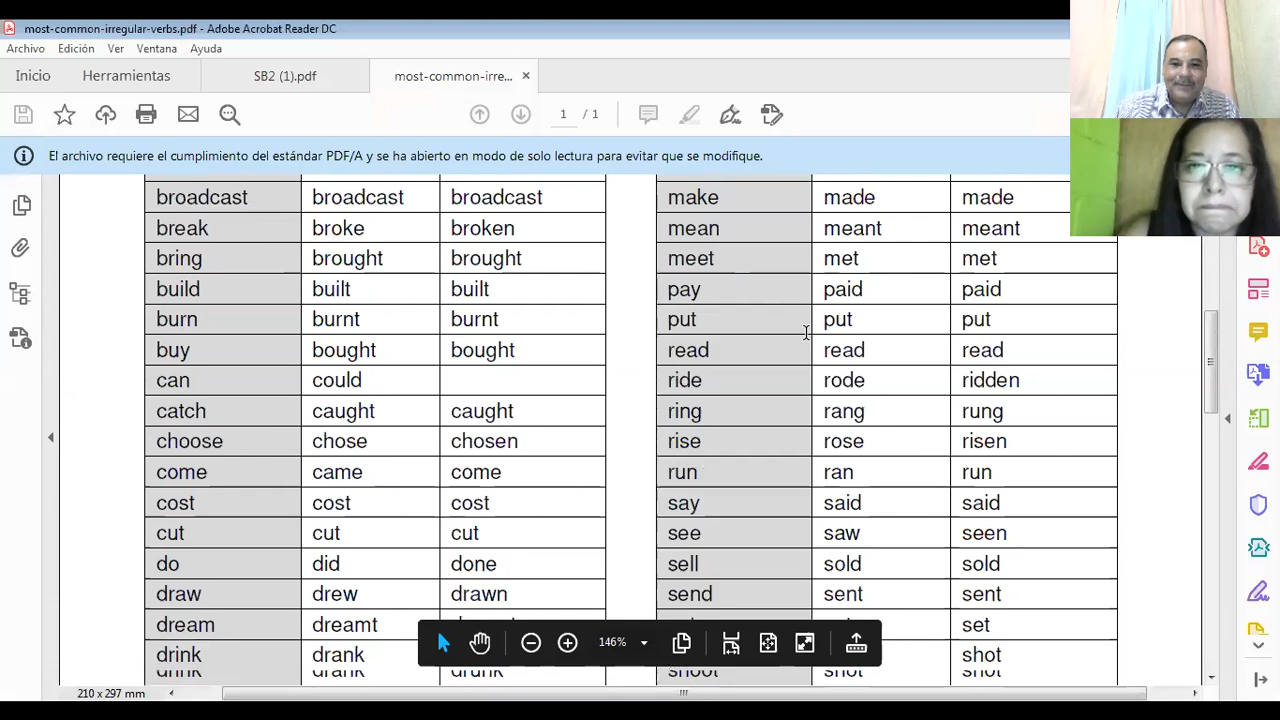 most-common-irregular-verbs.pdf - Adobe Acrobat Reader DC
Archivo Edición Ver Ventana Ayuda
Inicio Herramientas SB2 (1).pdf most-common-irre... ×
1 / 1
El archivo requiere el cumplimiento del estándar PDF/A y se ha abierto en modo de solo lectura para evitar que se modifique.
broadcast broadcast broadcast make made made
break broke broken mean meant meant
bring brought brought meet met met
build built built pay paid paid
burn burnt burnt put put put
buy bought bought read read read
can could ride rode ridden
catch caught caught ring rang rung
choose chose chosen rise rose risen
come came come run ran run
cost cost cost say said said
cut cut cut see saw seen
do did done sell sold sold
draw drew drawn send sent sent
dream dreamt set
drink drank shot
drink drank drunk shoot shot shot
146%
210 x 297 mm